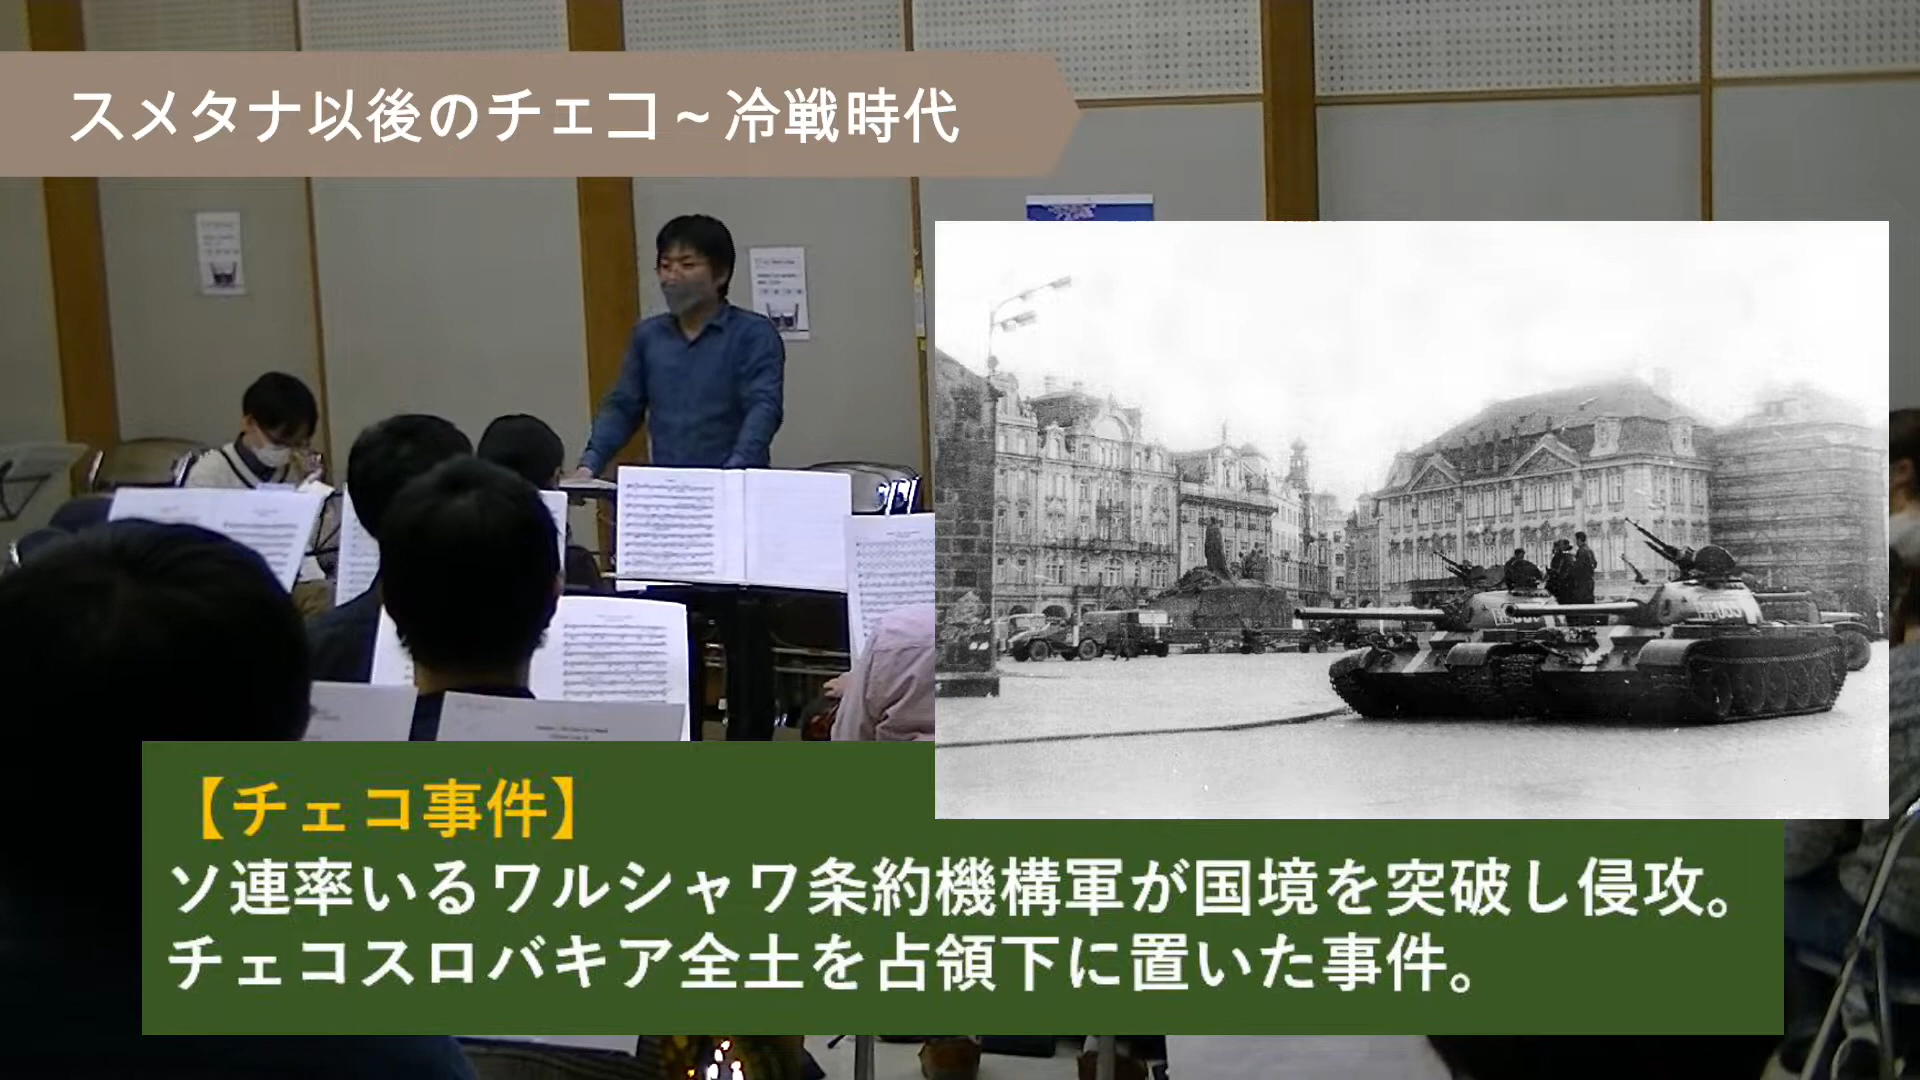 スメタナ以後のチェコ～冷戦時代
【チェコ事件】
ソ連率いるワルシャワ条約機構軍が国境を突破し侵攻。
チェコスロバキア全土を占領下に置いた事件。